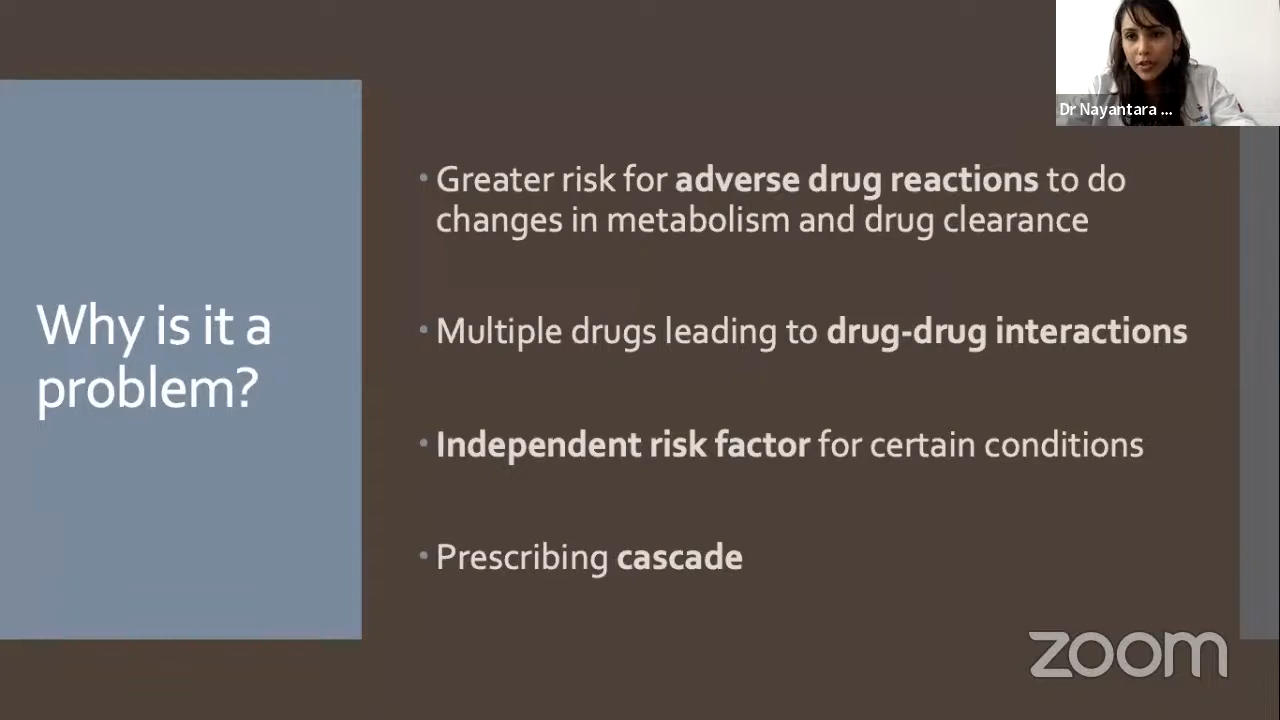 Dr Nayantara ...
Why is it a
problem?
• Greater risk for adverse drug reactions to do
changes in metabolism and drug clearance
• Multiple drugs leading to drug-drug interactions
• Independent risk factor for certain conditions
• Prescribing cascade
zoom